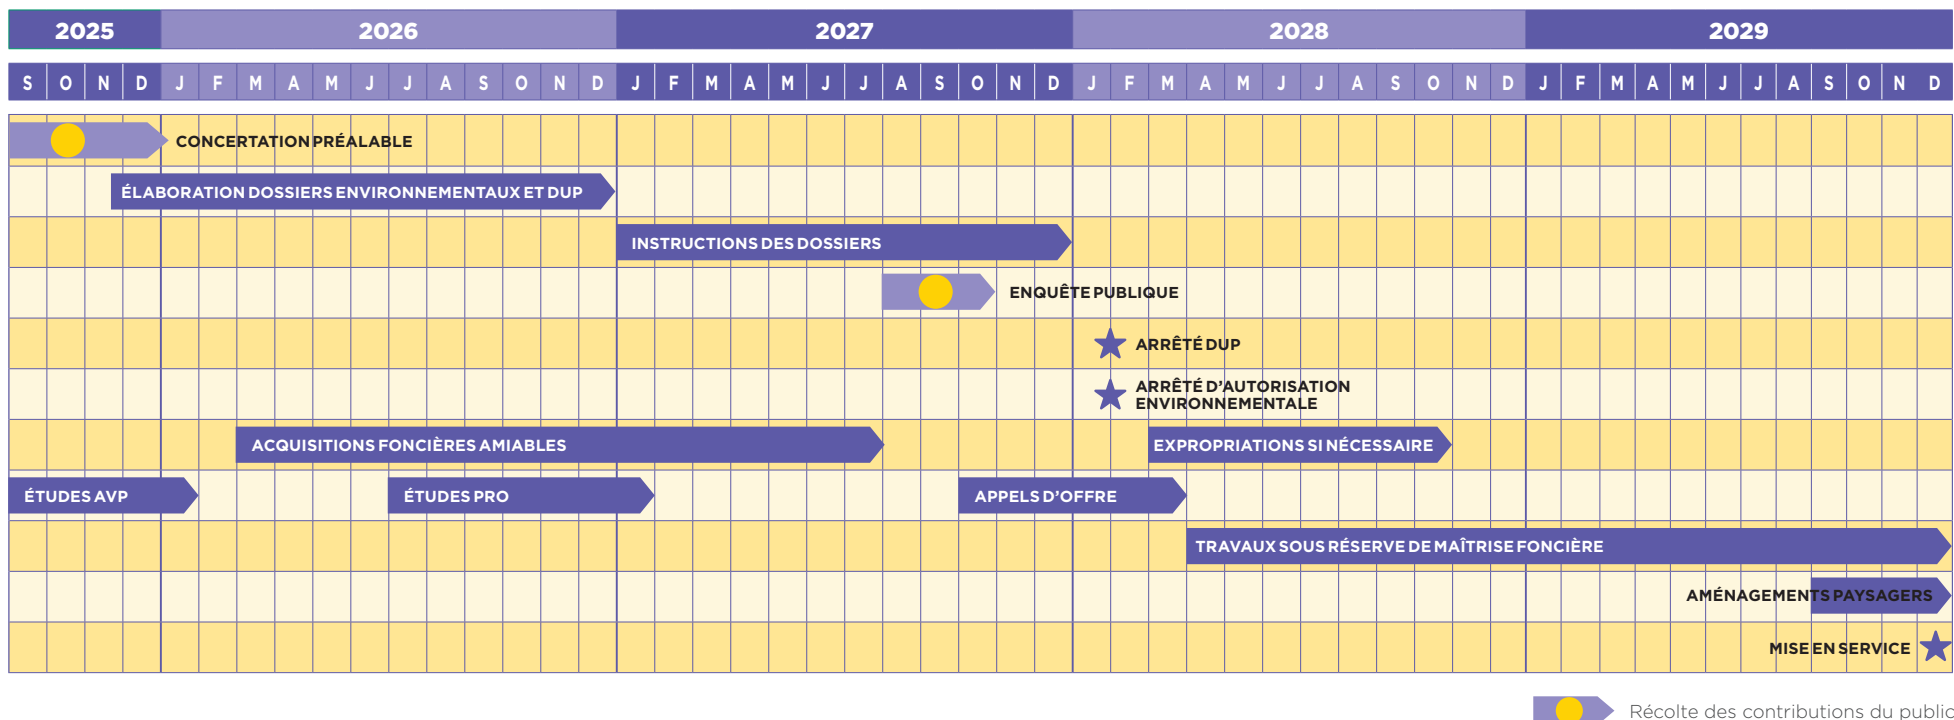 2025 2026 2027 2028 2029
S O N D J F M A M J J A S O N D J F M A M J J A S O N D J F M A M J J A S O N D J F M A M J J A S O N D
CONCERTATION PRÉALABLE
ÉLABORATION DOSSIERS ENVIRONNEMENTAUX ET DUP
INSTRUCTIONS DES DOSSIERS
ENQUÊTE PUBLIQUE
ARRÊTÉ DUP
ARRÊTÉ D’AUTORISATION
ENVIRONNEMENTALE
ACQUISITIONS FONCIÈRES AMIABLES EXPROPRIATIONS SI NÉCESSAIRE
ÉTUDES AVP ÉTUDES PRO APPELS D’OFFRE
TRAVAUX SOUS RÉSERVE DE MAÎTRISE FONCIÈRE
AMÉNAGEMENTS PAYSAGERS
MISE EN SERVICE
Récolte des contributions du public